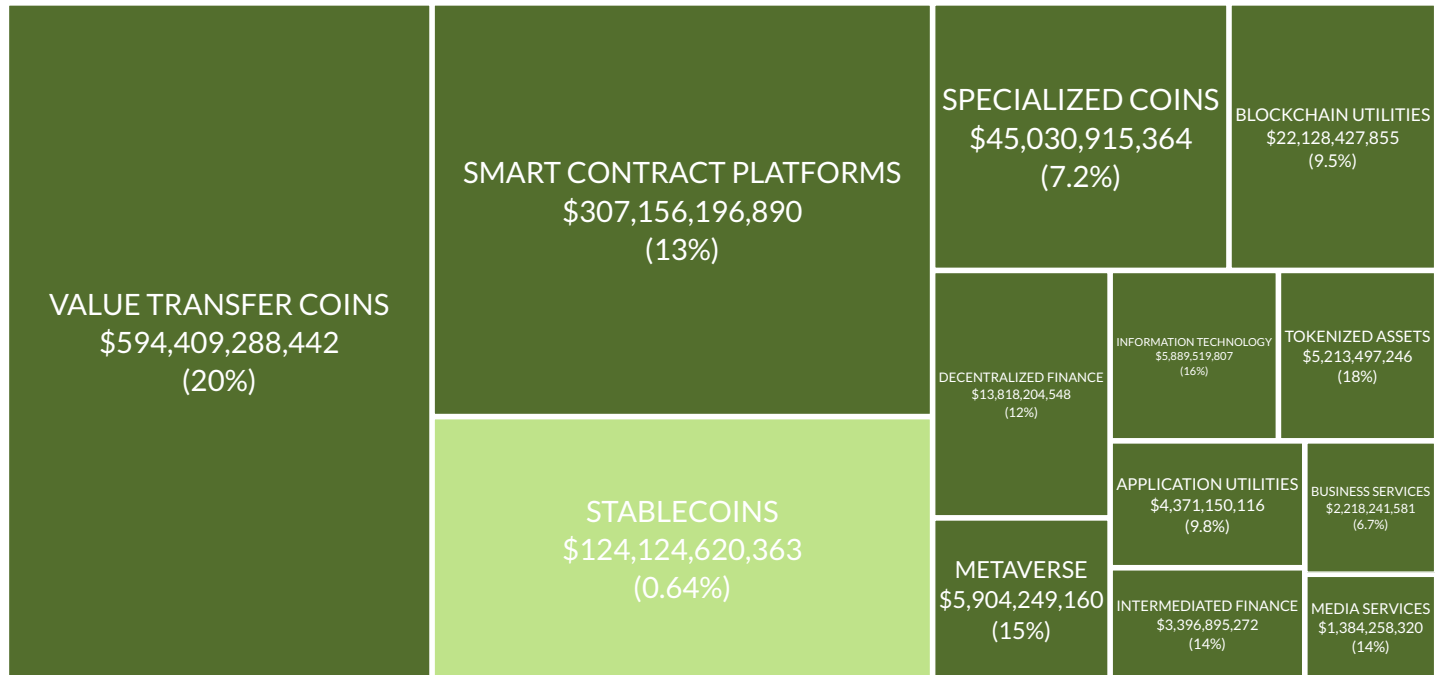 VALUE TRANSFER COINS
$594,409,288,442
(20%)
SMART CONTRACT PLATFORMS
$307,156,196,890
(13%)
STABLECOINS
$124,124,620,363
(0.64%)
SPECIALIZED COINS
$45,030,915,364
(7.2%)
BLOCKCHAIN UTILITIES
$22,128,427,855
(9.5%)
DECENTRALIZED FINANCE
$13,818,204,548
(12%)
METAVERSE
$5,904,249,160
(15%)
INFORMATION TECHNOLOGY
$5,889,519,807
(16%)
TOKENIZED ASSETS
$5,213,497,246
(18%)
APPLICATION UTILITIES
$4,371,150,116
(9.8%)
BUSINESS SERVICES
$2,218,241,581
(6.7%)
INTERMEDIATED FINANCE
$3,396,895,272
(14%)
MEDIA SERVICES
$1,384,258,320
(14%)